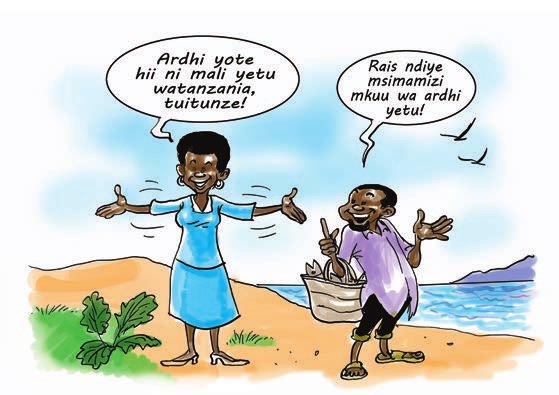 Ardhi yote
hii ni mali yetu
watanzania,
tuitunze!
Rais ndiye
msimamizi
mkuu wa ardhi
yetu!